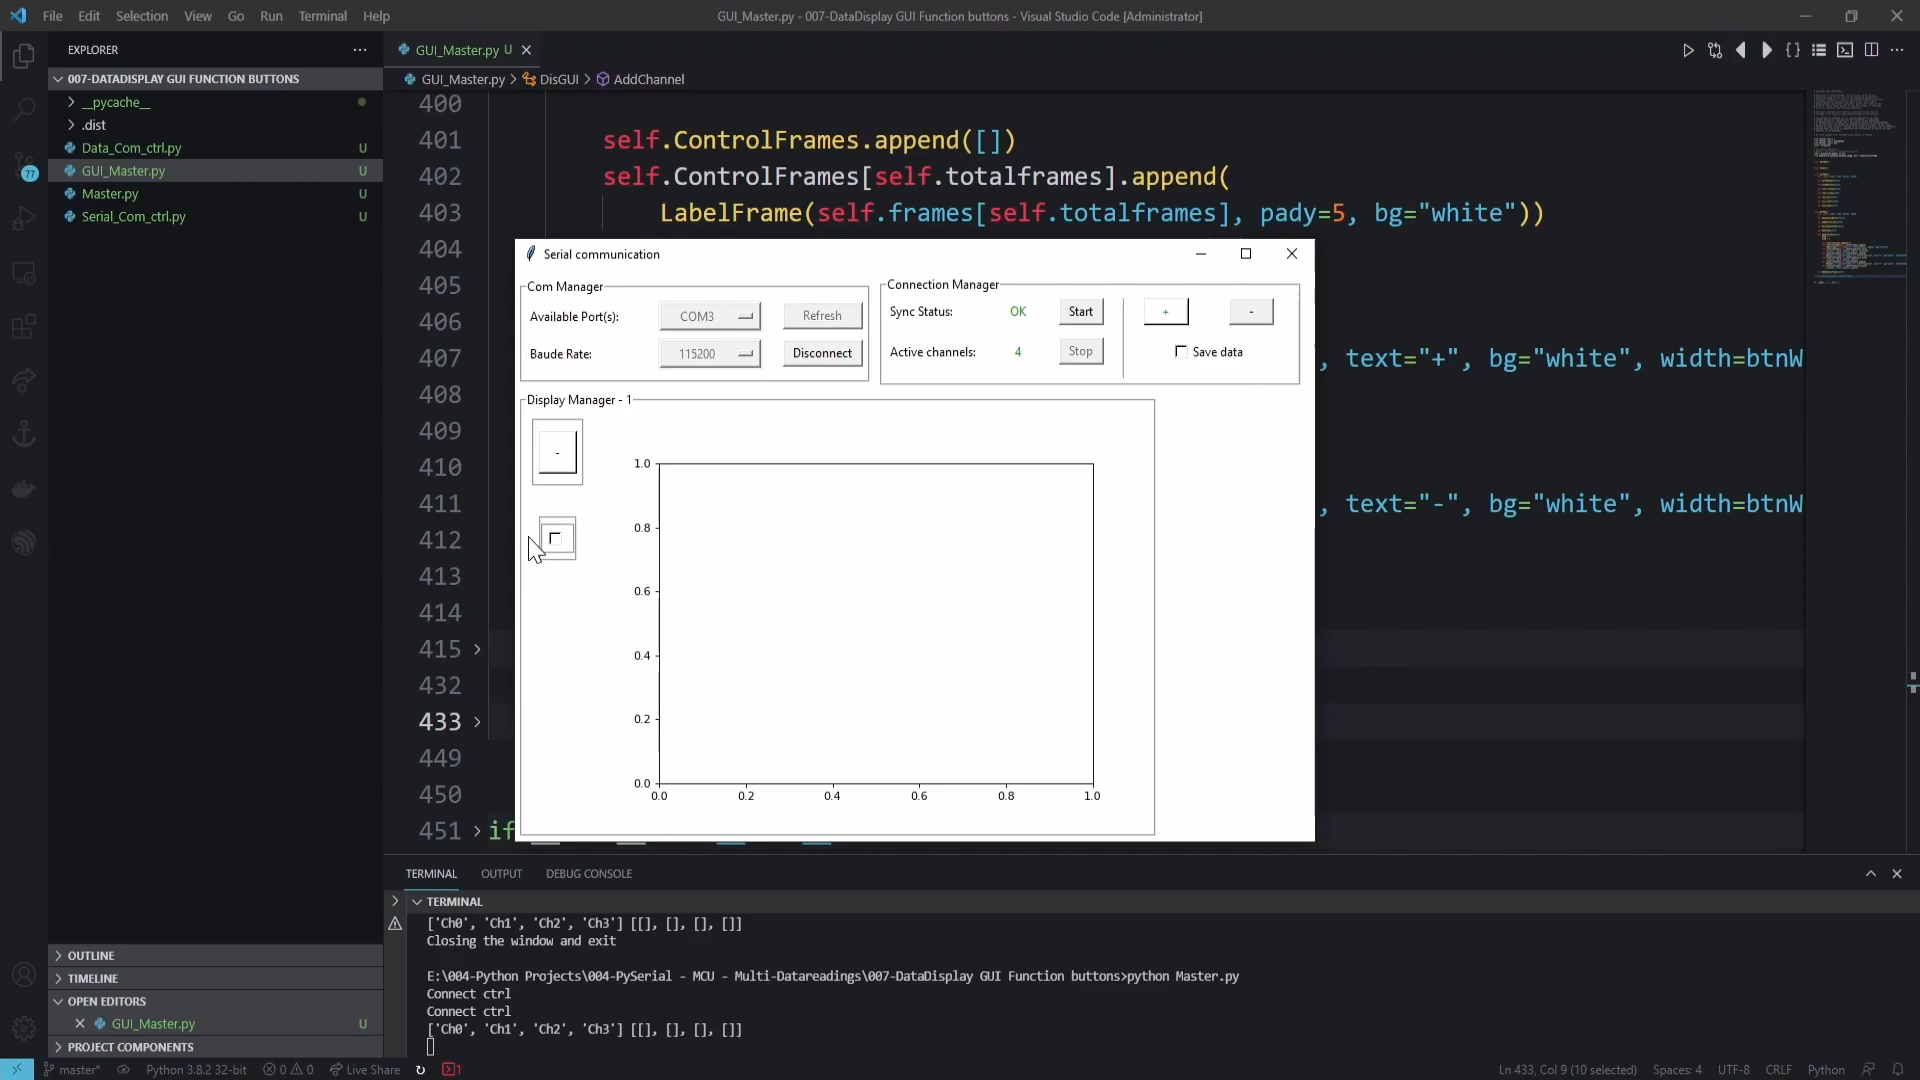 File Edit Selection View Go Run Terminal Help
GUI_Master.py - 007-DataDisplay GUI Function buttons - Visual Studio Code [Administrator]
EXPLORER
007-DATADISPLAY GUI FUNCTION BUTTONS
__pycache__
.dist
Data_Com_ctrl.py U
GUI_Master.py U
Master.py U
Serial_Com_ctrl.py U
77
OUTLINE
TIMELINE
OPEN EDITORS
GUI_Master.py U
PROJECT COMPONENTS
GUI_Master.py U
GUI_Master.py > DisGUI > AddChannel
400
401 self.ControlFrames.append([])
402 self.ControlFrames[self.totalframes].append(
403 LabelFrame(self.frames[self.totalframes], pady=5, bg="white"))
404
405
406
407 , text="+", bg="white", width=btnW
408
409
410
411 , text="-", bg="white", width=btnW
412
413
414
415
432
433
449
450
451 if
Serial communication
Com Manager
Available Port(s): COM3 Refresh
Baude Rate: 115200 Disconnect
Connection Manager
Sync Status: OK Start + -
Active channels: 4 Stop Save data
Display Manager - 1
-
1.0
0.8
0.6
0.4
0.2
0.0
0.0 0.2 0.4 0.6 0.8 1.0
TERMINAL OUTPUT DEBUG CONSOLE
TERMINAL
['Ch0', 'Ch1', 'Ch2', 'Ch3'] [[], [], [], []]
Closing the window and exit
E:\004-Python Projects\004-PySerial - MCU - Multi-Datareadings\007-DataDisplay GUI Function buttons>python Master.py
Connect ctrl
Connect ctrl
['Ch0', 'Ch1', 'Ch2', 'Ch3'] [[], [], [], []]
master* Python 3.8.2 32-bit 0 0 Live Share 1
Ln 433, Col 9 (10 selected) Spaces: 4 UTF-8 CRLF Python